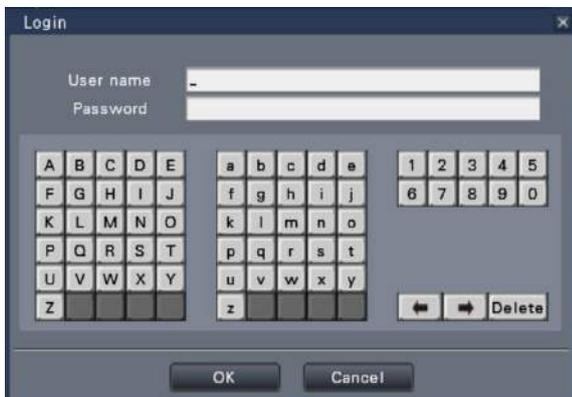 Login ×
User name _
Password
A B C D E a b c d e 1 2 3 4 5
F G H I J f g h i j 6 7 8 9 0
K L M N O k l m n o
P Q R S T p q r s t
U V W X Y u v w x y
Z z ← → Delete
OK Cancel